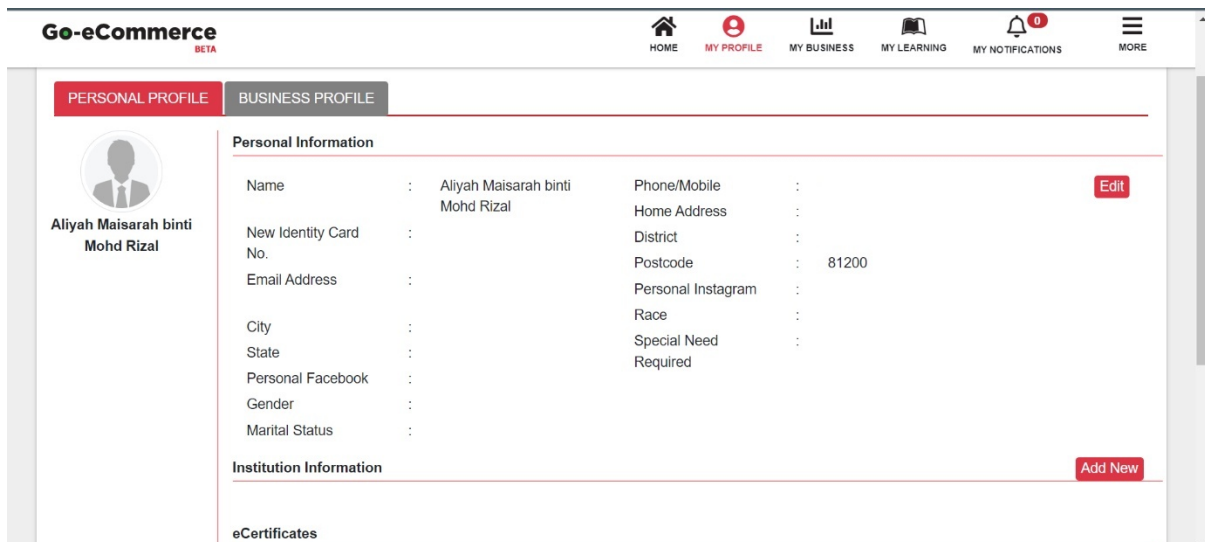 Go-eCommerce
BETA
HOME
MY PROFILE
MY BUSINESS
MY LEARNING
0
MY NOTIFICATIONS
MORE
PERSONAL PROFILE
BUSINESS PROFILE
Aliyah Maisarah binti
Mohd Rizal
Personal Information
Name : Aliyah Maisarah binti
Mohd Rizal
New Identity Card :
No.
Email Address :
City :
State :
Personal Facebook :
Gender :
Marital Status :
Phone/Mobile :
Home Address :
District :
Postcode : 81200
Personal Instagram :
Race :
Special Need :
Required
Edit
Institution Information
Add New
eCertificates